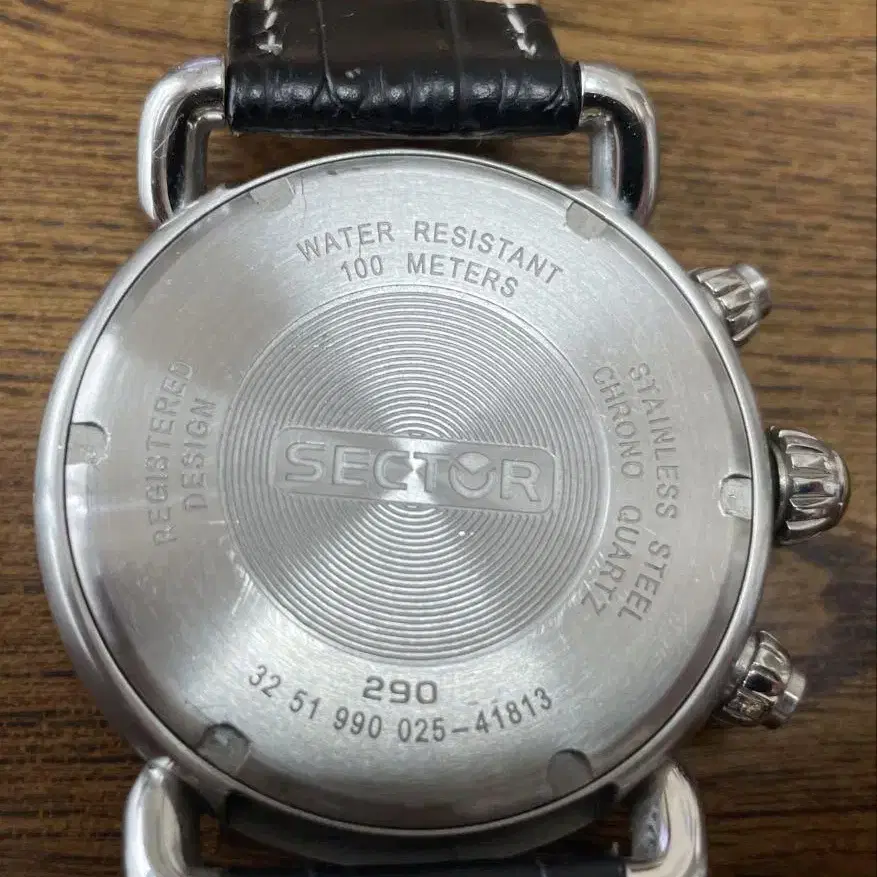 WATER RESISTANT
100 METERS
REGISTERED
DESIGN
STAINLESS STEEL
CHRONO QUARTZ
SECTOR
290
32 51 990 025-41813